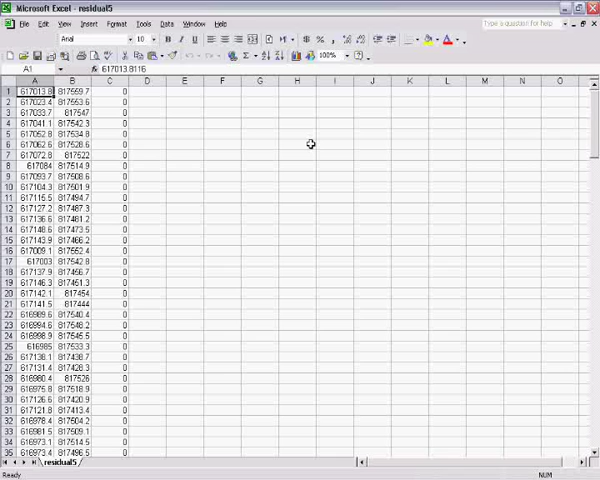 Microsoft Excel - residual5
File Edit View Insert Format Tools Data Window Help
Type a question for help
Arial 10 B I U $ % ,
100%
A1 fx 617013.8116
A B C D E F G H I J K L M N O
1 617013.8 817559.7 0
2 617023.4 817553.6 0
3 617033.7 817547 0
4 617041.1 817542.3 0
5 617052.8 817534.8 0
6 617062.6 817528.6 0
7 617072.8 817522 0
8 617084 817514.9 0
9 617093.7 817508.6 0
10 617104.3 817501.9 0
11 617115.5 817494.7 0
12 617127.2 817487.3 0
13 617136.6 817481.2 0
14 617148.6 817473.5 0
15 617143.9 817466.2 0
16 617009.1 817552.4 0
17 617003 817542.8 0
18 617137.9 817456.7 0
19 617146.3 817451.3 0
20 617142.1 817454 0
21 617141.5 817444 0
22 616989.6 817540.4 0
23 616994.6 817548.2 0
24 616998.9 817545.5 0
25 616985 817533.3 0
26 617138.1 817438.7 0
27 617131.4 817428.3 0
28 616980.4 817526 0
29 616975.8 817518.9 0
30 617126.6 817420.9 0
31 617121.8 817413.4 0
32 616978.4 817504.2 0
33 616981.5 817509.1 0
34 616973.1 817514.5 0
35 616973.4 817496.5 0
residual5
Ready NUM